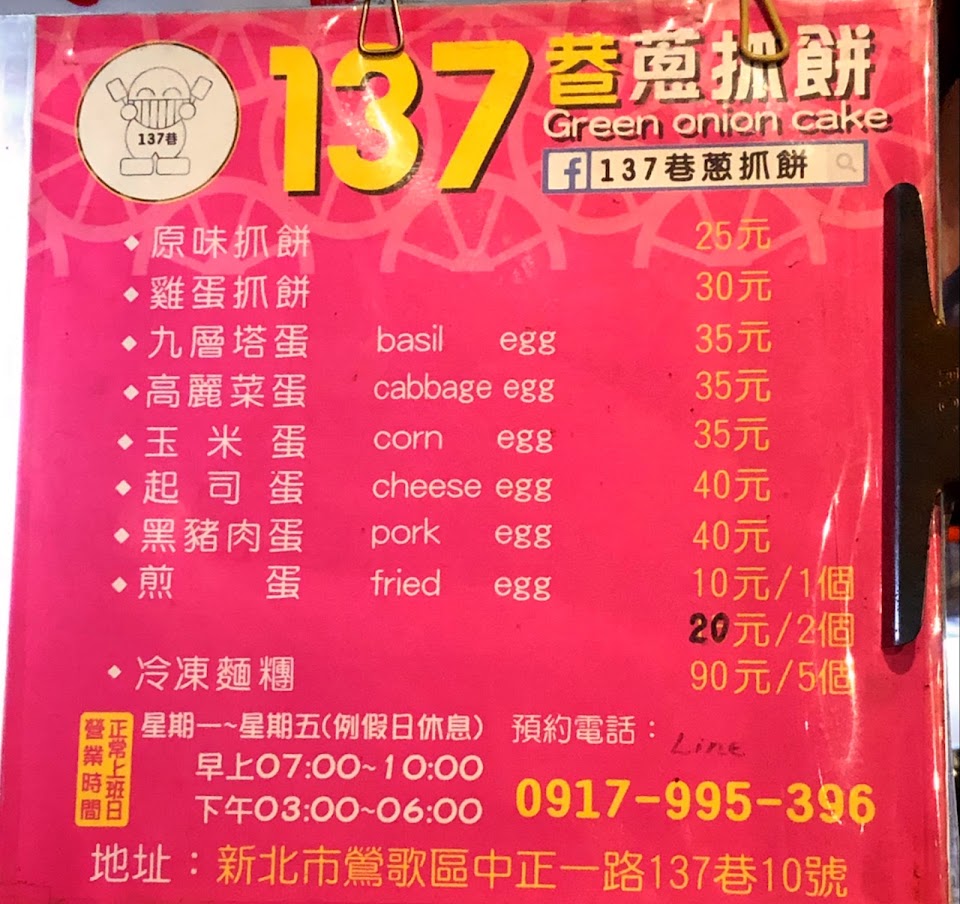 137巷
137巷蔥抓餅
Green onion cake
137巷蔥抓餅
◆原味抓餅 25元
◆雞蛋抓餅 30元
◆九層塔蛋 basil egg 35元
◆高麗菜蛋 cabbage egg 35元
◆玉米蛋 corn egg 35元
◆起司蛋 cheese egg 40元
◆黑豬肉蛋 pork egg 40元
◆煎蛋 fried egg 10元/1個
20元/2個
◆冷凍麵糰 90元/5個
正常上班日
營業時間
星期一~星期五(例假日休息)
早上07:00~10:00
下午03:00~06:00
預約電話：
Line
0917-995-396
地址：新北市鶯歌區中正一路137巷10號